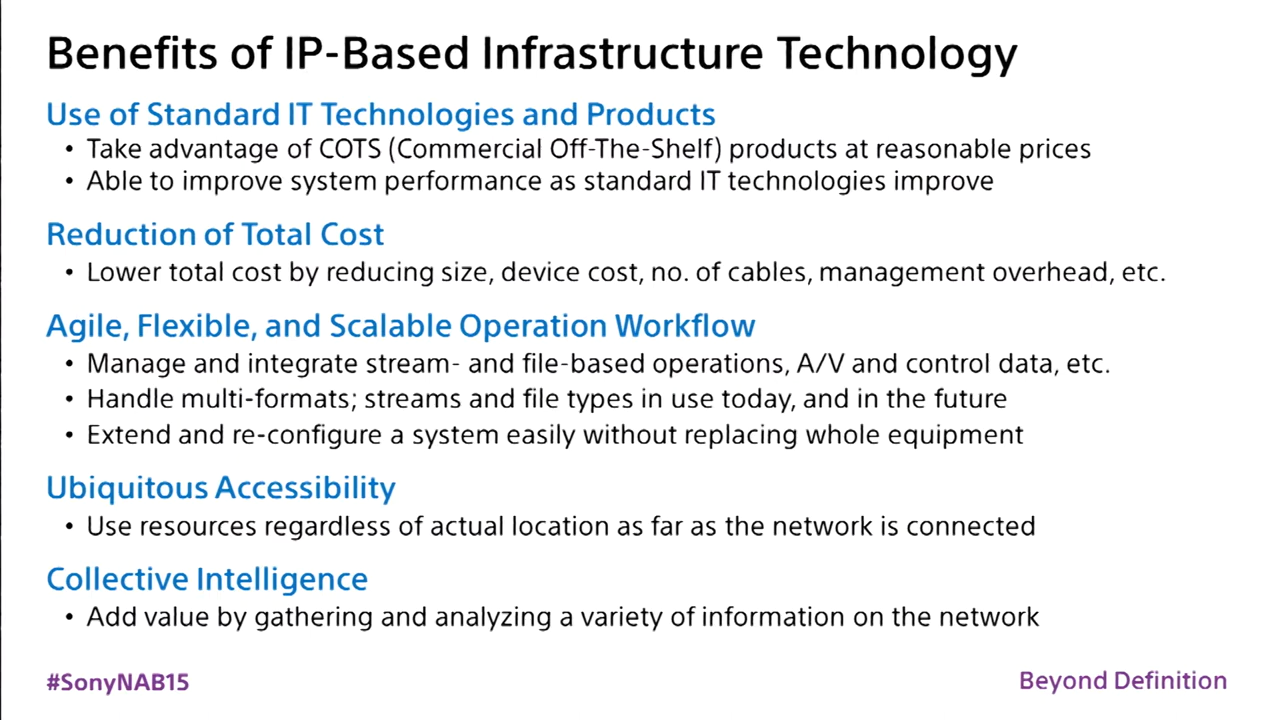 Benefits of IP-Based Infrastructure Technology
Use of Standard IT Technologies and Products
• Take advantage of COTS (Commercial Off-The-Shelf) products at reasonable prices
• Able to improve system performance as standard IT technologies improve
Reduction of Total Cost
• Lower total cost by reducing size, device cost, no. of cables, management overhead, etc.
Agile, Flexible, and Scalable Operation Workflow
• Manage and integrate stream- and file-based operations, A/V and control data, etc.
• Handle multi-formats; streams and file types in use today, and in the future
• Extend and re-configure a system easily without replacing whole equipment
Ubiquitous Accessibility
• Use resources regardless of actual location as far as the network is connected
Collective Intelligence
• Add value by gathering and analyzing a variety of information on the network
#SonyNAB15
Beyond Definition